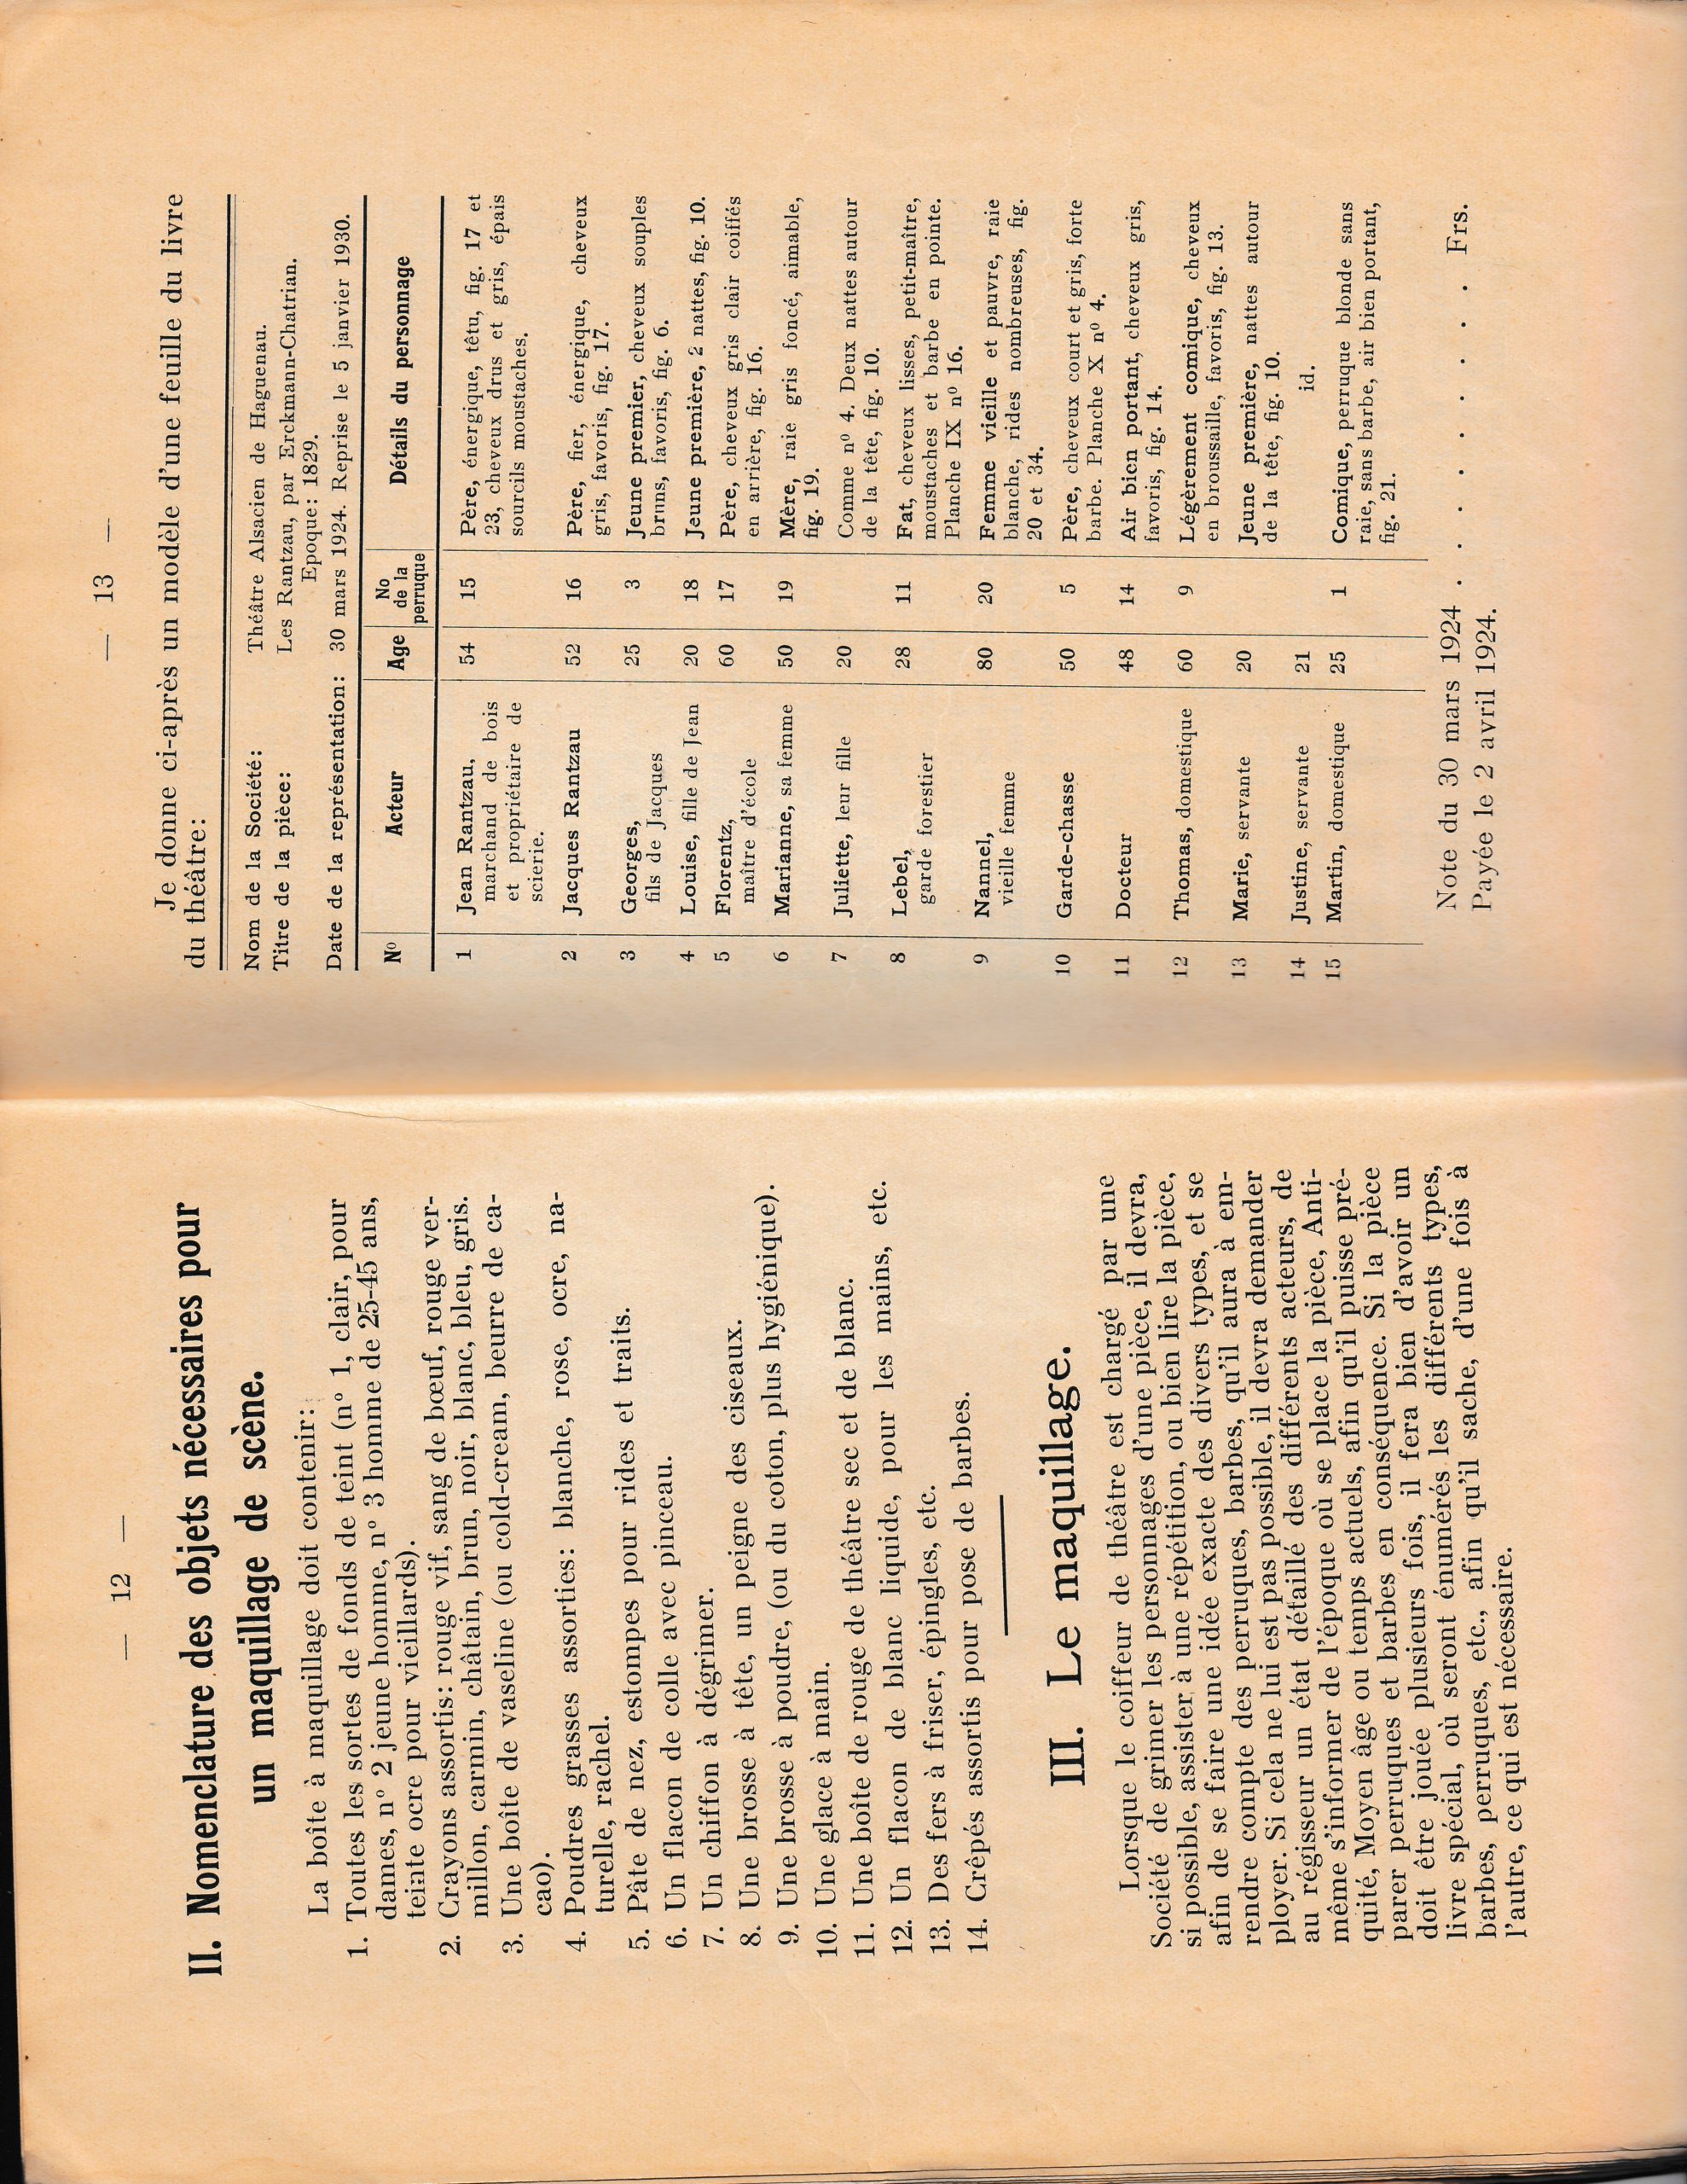 — 12 —
II. Nomenclature des objets nécessaires pour
un maquillage de scène.
La boîte à maquillage doit contenir:
1. Toutes les sortes de fonds de teint (nº 1, clair, pour
dames, nº 2 jeune homme, nº 3 homme de 25-45 ans,
teinte ocre pour vieillards).
2. Crayons assortis: rouge vif, sang de bœuf, rouge ver-
millon, carmin, châtain, brun, noir, blanc, bleu, gris.
3. Une boîte de vaseline (ou cold-cream, beurre de ca-
cao).
4. Poudres grasses assorties: blanche, rose, ocre, na-
turelle, rachel.
5. Pâte de nez, estompes pour rides et traits.
6. Un flacon de colle avec pinceau.
7. Un chiffon à dégrimer.
8. Une brosse à tête, un peigne des ciseaux.
9. Une brosse à poudre, (ou du coton, plus hygiénique).
10. Une glace à main.
11. Une boîte de rouge de théâtre sec et de blanc.
12. Un flacon de blanc liquide, pour les mains, etc.
13. Des fers à friser, épingles, etc.
14. Crêpés assortis pour pose de barbes.
III. Le maquillage.
Lorsque le coiffeur de théâtre est chargé par une
Société de grimer les personnages d'une pièce, il devra,
si possible, assister à une répétition, ou bien lire la pièce,
afin de se faire une idée exacte des divers types, et se
rendre compte des perruques, barbes, qu'il aura à em-
ployer. Si cela ne lui est pas possible, il devra demander
au régisseur un état détaillé des différents acteurs, de
même s'informer de l'époque où se place la pièce, Anti-
quité, Moyen âge ou temps actuels, afin qu'il puisse pré-
parer perruques et barbes en conséquence. Si la pièce
doit être jouée plusieurs fois, il fera bien d'avoir un
livre spécial, où seront énumérés les différents types,
barbes, perruques, etc., afin qu'il sache, d'une fois à
l'autre, ce qui est nécessaire.
— 13 —
Je donne ci-après un modèle d'une feuille du livre
du théâtre:
Nom de la Société: Théâtre Alsacien de Haguenau.
Titre de la pièce: Les Rantzau, par Erckmann-Chatrian.
Epoque: 1829.
Date de la représentation: 30 mars 1924. Reprise le 5 janvier 1930.
Nº Acteur Age No de la perruque Détails du personnage
1 Jean Rantzau, 54 15 Père, énergique, têtu, fig. 17 et
marchand de bois 23, cheveux drus et gris, épais
et propriétaire de sourcils moustaches.
scierie.
2 Jacques Rantzau 52 16 Père, fier, énergique, cheveux
gris, favoris, fig. 17.
3 Georges, 25 3 Jeune premier, cheveux souples
fils de Jacques bruns, favoris, fig. 6.
4 Louise, fille de Jean 20 18 Jeune première, 2 nattes, fig. 10.
5 Florentz, 60 17 Père, cheveux gris clair coiffés
maître d'école en arrière, fig. 16.
6 Marianne, sa femme 50 19 Mère, raie gris foncé, aimable,
fig. 19.
7 Juliette, leur fille 20 Comme nº 4. Deux nattes autour
de la tête, fig. 10.
8 Lebel, 28 11 Fat, cheveux lisses, petit-maître,
garde forestier moustaches et barbe en pointe.
Planche IX nº 16.
9 Nannel, 80 20 Femme vieille et pauvre, raie
vieille femme blanche, rides nombreuses, fig.
20 et 34.
10 Garde-chasse 50 5 Père, cheveux court et gris, forte
barbe. Planche X nº 4.
11 Docteur 48 14 Air bien portant, cheveux gris,
favoris, fig. 14.
12 Thomas, domestique 60 9 Légèrement comique, cheveux
en broussaille, favoris, fig. 13.
13 Marie, servante 20 Jeune première, nattes autour
de la tête, fig. 10.
14 Justine, servante 21 id.
15 Martin, domestique 25 1 Comique, perruque blonde sans
raie, sans barbe, air bien portant,
fig. 21.
Note du 30 mars 1924 . . . . . . . . . Frs.
Payée le 2 avril 1924.